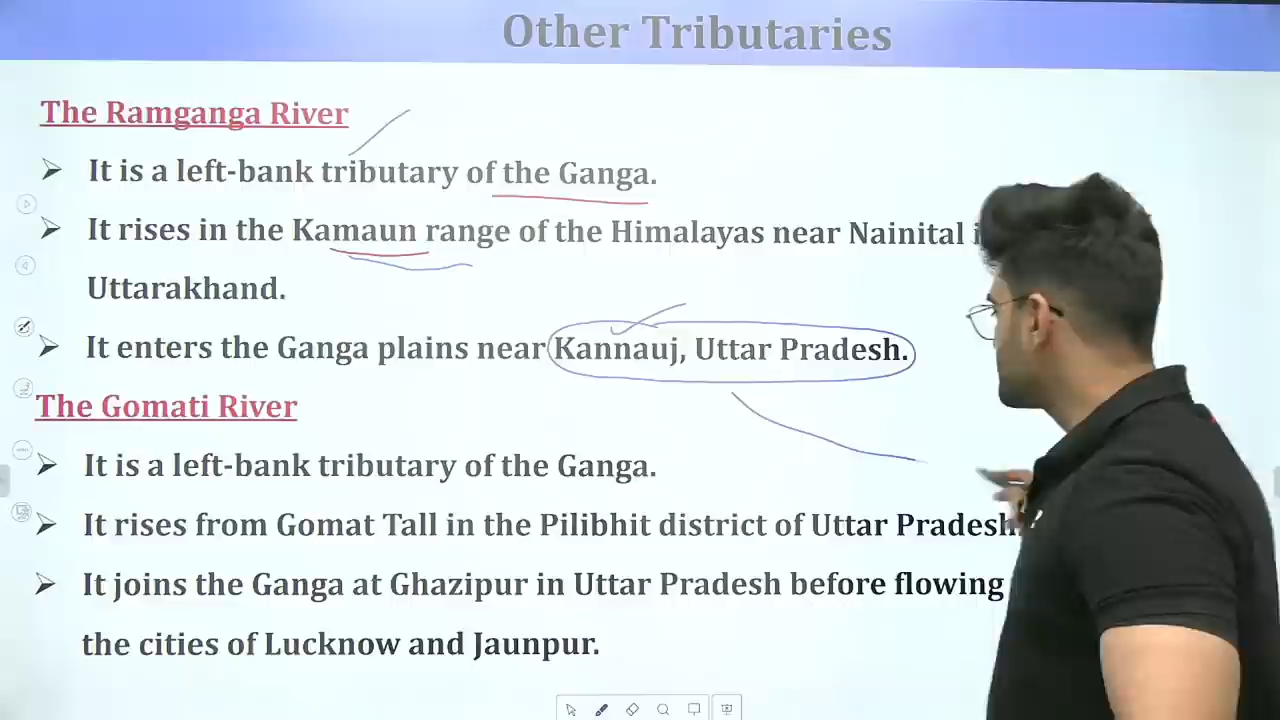 Other Tributaries
The Ramganga River
➢ It is a left-bank tributary of the Ganga.
➢ It rises in the Kamaun range of the Himalayas near Nainital
Uttarakhand.
➢ It enters the Ganga plains near Kannauj, Uttar Pradesh.
The Gomati River
➢ It is a left-bank tributary of the Ganga.
➢ It rises from Gomat Tall in the Pilibhit district of Uttar Pradesh.
➢ It joins the Ganga at Ghazipur in Uttar Pradesh before flowing
the cities of Lucknow and Jaunpur.